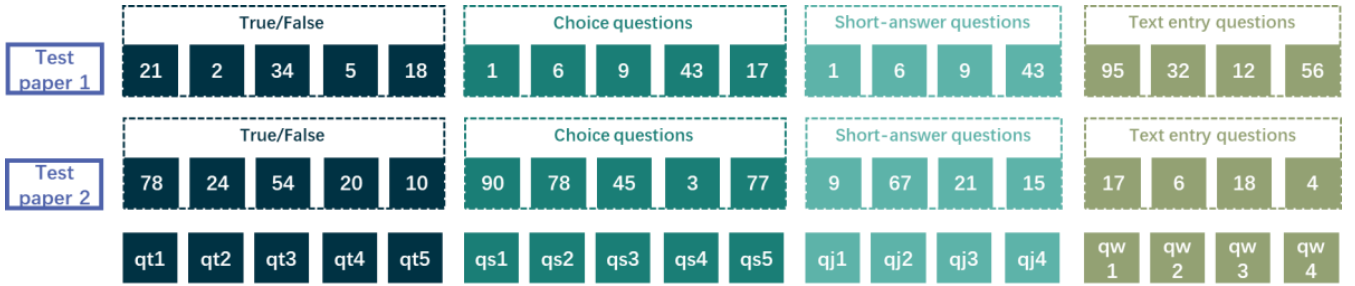 True/False Choice questions Short-answer questions Text entry questions
Test paper 1 21 2 34 5 18 1 6 9 43 17 1 6 9 43 95 32 12 56
True/False Choice questions Short-answer questions Text entry questions
Test paper 2 78 24 54 20 10 90 78 45 3 77 9 67 21 15 17 6 18 4
qt1 qt2 qt3 qt4 qt5 qs1 qs2 qs3 qs4 qs5 qj1 qj2 qj3 qj4 qw 1 qw 2 qw 3 qw 4